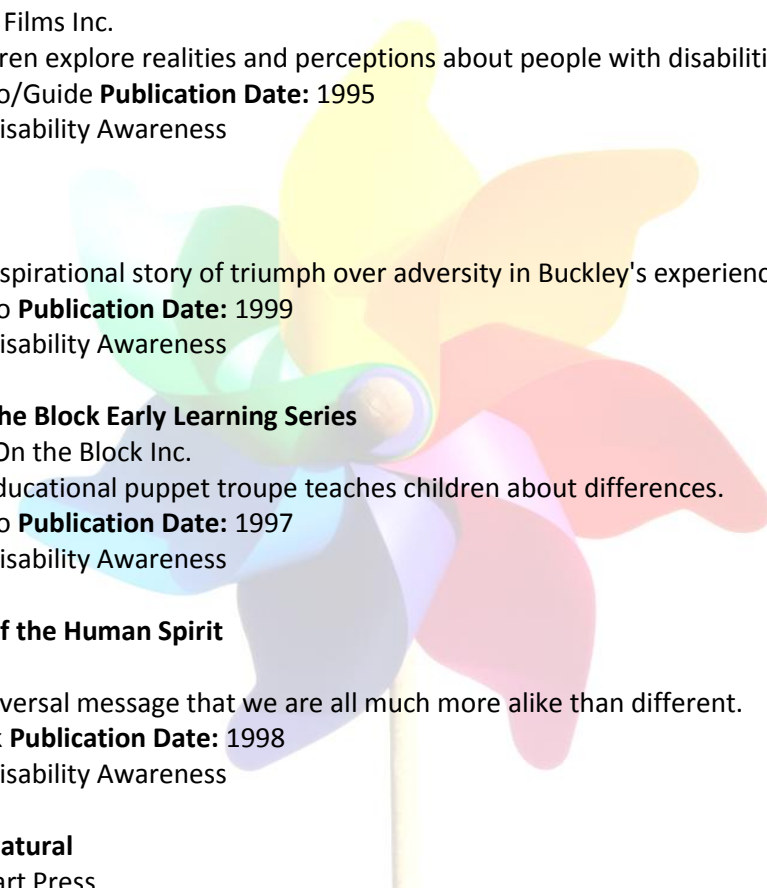 Films Inc.
ren explore realities and perceptions about people with disabiliti
o/Guide Publication Date: 1995
isability Awareness
spirational story of triumph over adversity in Buckley's experienc
o Publication Date: 1999
isability Awareness
he Block Early Learning Series
On the Block Inc.
ducational puppet troupe teaches children about differences.
o Publication Date: 1997
isability Awareness
f the Human Spirit
versal message that we are all much more alike than different.
k Publication Date: 1998
isability Awareness
atural
art Press